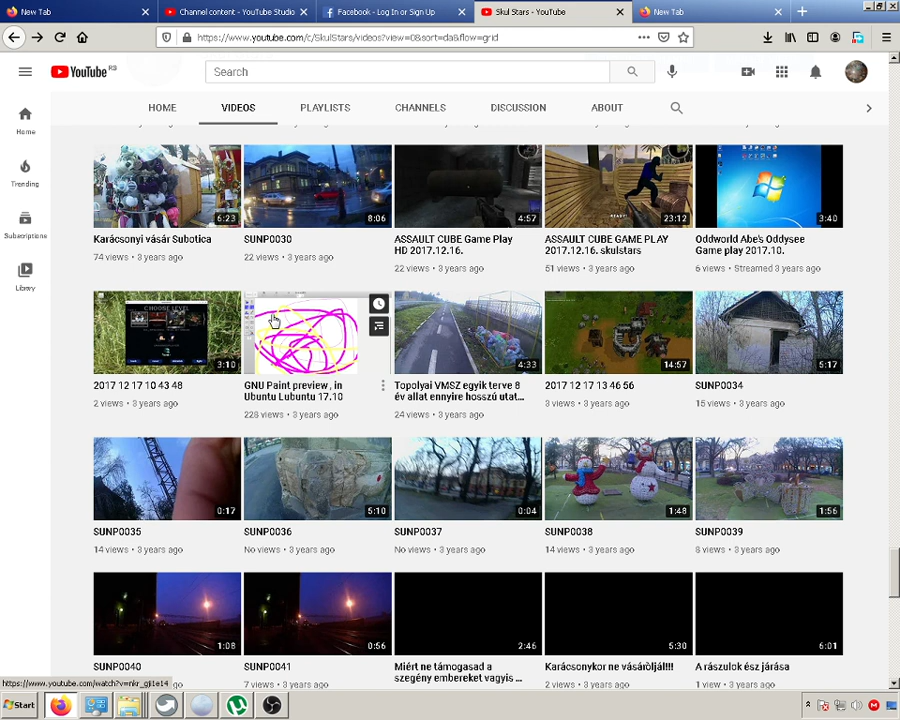 New Tab
Channel content - YouTube Studio
Facebook - Log In or Sign Up
Skul Stars - YouTube
New Tab
https://www.youtube.com/c/SkulStars/videos?view=0&sort=da&flow=grid
YouTube RS
Search
HOME VIDEOS PLAYLISTS CHANNELS DISCUSSION ABOUT
Home
Trending
Subscriptions
Library
6:23
8:06
4:57
23:12
3:40
Karácsonyi vásár Subotica
74 views • 3 years ago
SUNP0030
22 views • 3 years ago
ASSAULT CUBE Game Play
HD 2017.12.16.
22 views • 3 years ago
ASSAULT CUBE GAME PLAY
2017.12.16. skulstars
51 views • 3 years ago
Oddworld Abe's Oddysee
Game play 2017.10.
6 views • Streamed 3 years ago
CHOOSE LEVEL
3:10
4:33
14:57
5:17
2017 12 17 10 43 48
2 views • 3 years ago
GNU Paint preview , in
Ubuntu Lubuntu 17.10
228 views • 3 years ago
Topolyai VMSZ egyik terve 8
év allat ennyire hosszú utat...
24 views • 3 years ago
2017 12 17 13 46 56
3 views • 3 years ago
SUNP0034
15 views • 3 years ago
0:17
5:10
0:04
1:48
1:56
SUNP0035
14 views • 3 years ago
SUNP0036
No views • 3 years ago
SUNP0037
No views • 3 years ago
SUNP0038
14 views • 3 years ago
SUNP0039
8 views • 3 years ago
1:08
0:56
2:46
5:30
6:01
SUNP0040
SUNP0041
7 views • 3 years ago
Miért ne támogasad a
szegény embereket vagyis ...
Karácsonykor ne vásároljál!!!
No views • 3 years ago
A rászulok ész járása
1 view • 3 years ago
Start